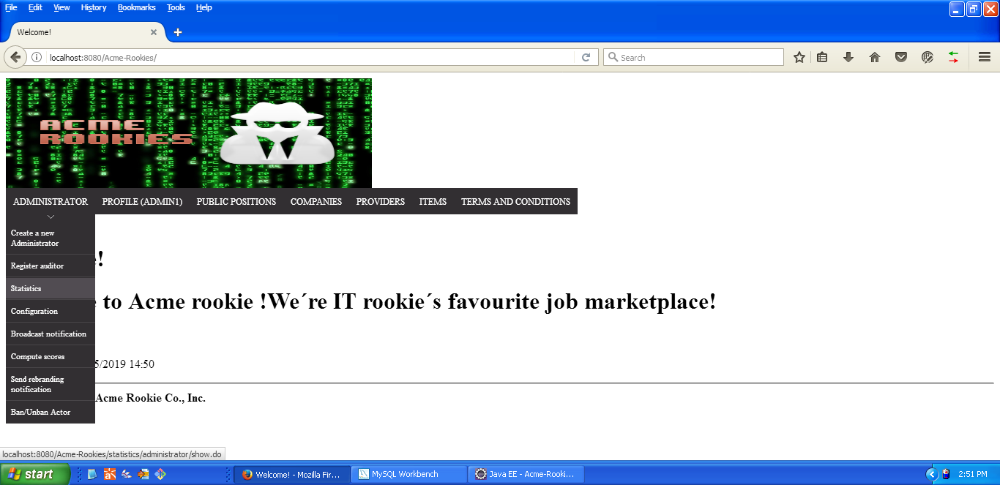 File Edit View History Bookmarks Tools Help
Welcome!
localhost:8080/Acme-Rookies/
Search
ACME
ROOKIES
ADMINISTRATOR PROFILE (ADMIN1) PUBLIC POSITIONS COMPANIES PROVIDERS ITEMS TERMS AND CONDITIONS
Create a new
Administrator
!
Register auditor
Statistics
e to Acme rookie !We´re IT rookie´s favourite job marketplace!
Configuration
Broadcast notification
Compute scores
5/2019 14:50
Send rebranding
notification
Acme Rookie Co., Inc.
Ban/Unban Actor
localhost:8080/Acme-Rookies/statistics/administrator/show.do
start
Welcome! - Mozilla Fir...
MySQL Workbench
Java EE - Acme-Rooki...
2:51 PM